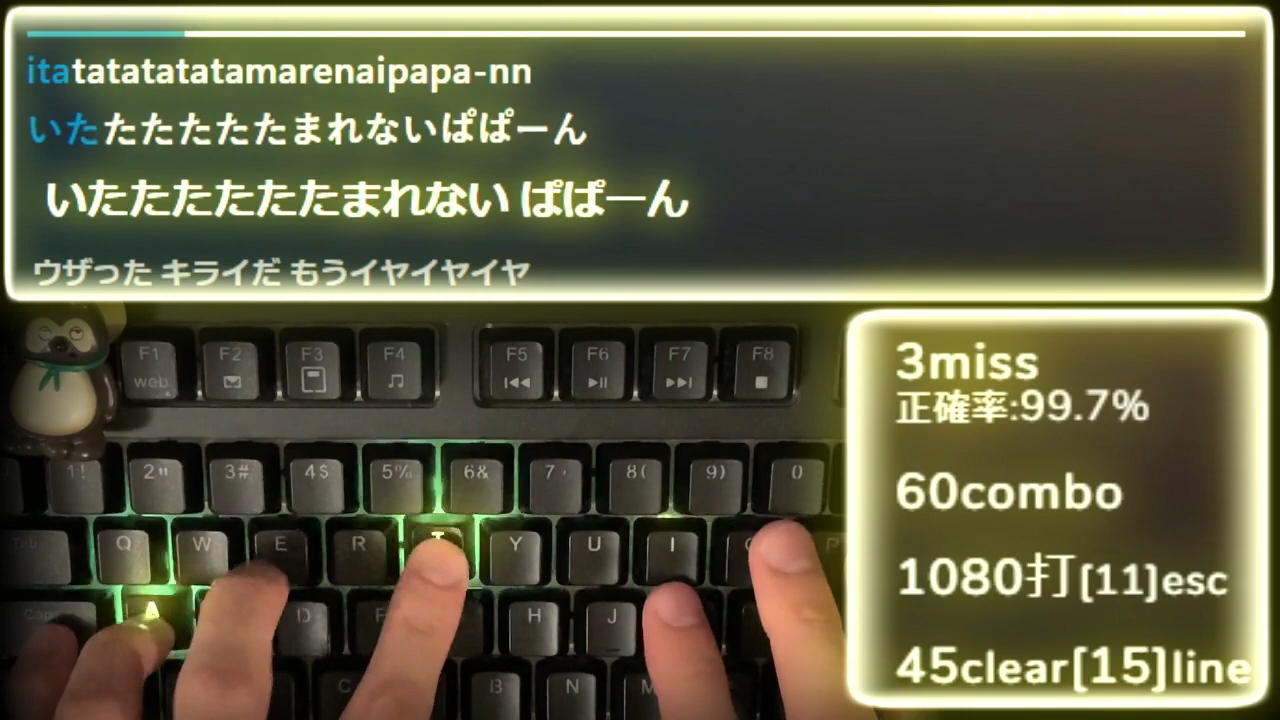 itatatatatatamarenaipapa-nn
いたたたたたたまれないぱぱーん
いたたたたたたまれない ぱぱーん
ウザった キライだ もうイヤイヤイヤ
F1 F2 F3 F4 F5 F6 F7 F8
web
1! 2" 3# 4$ 5% 6& 7' 8( 9) 0
Tab Q W E R T Y U I P
Caps A D F H J
C B N M
3miss
正確率:99.7%
60combo
1080打[11]esc
45clear[15]line